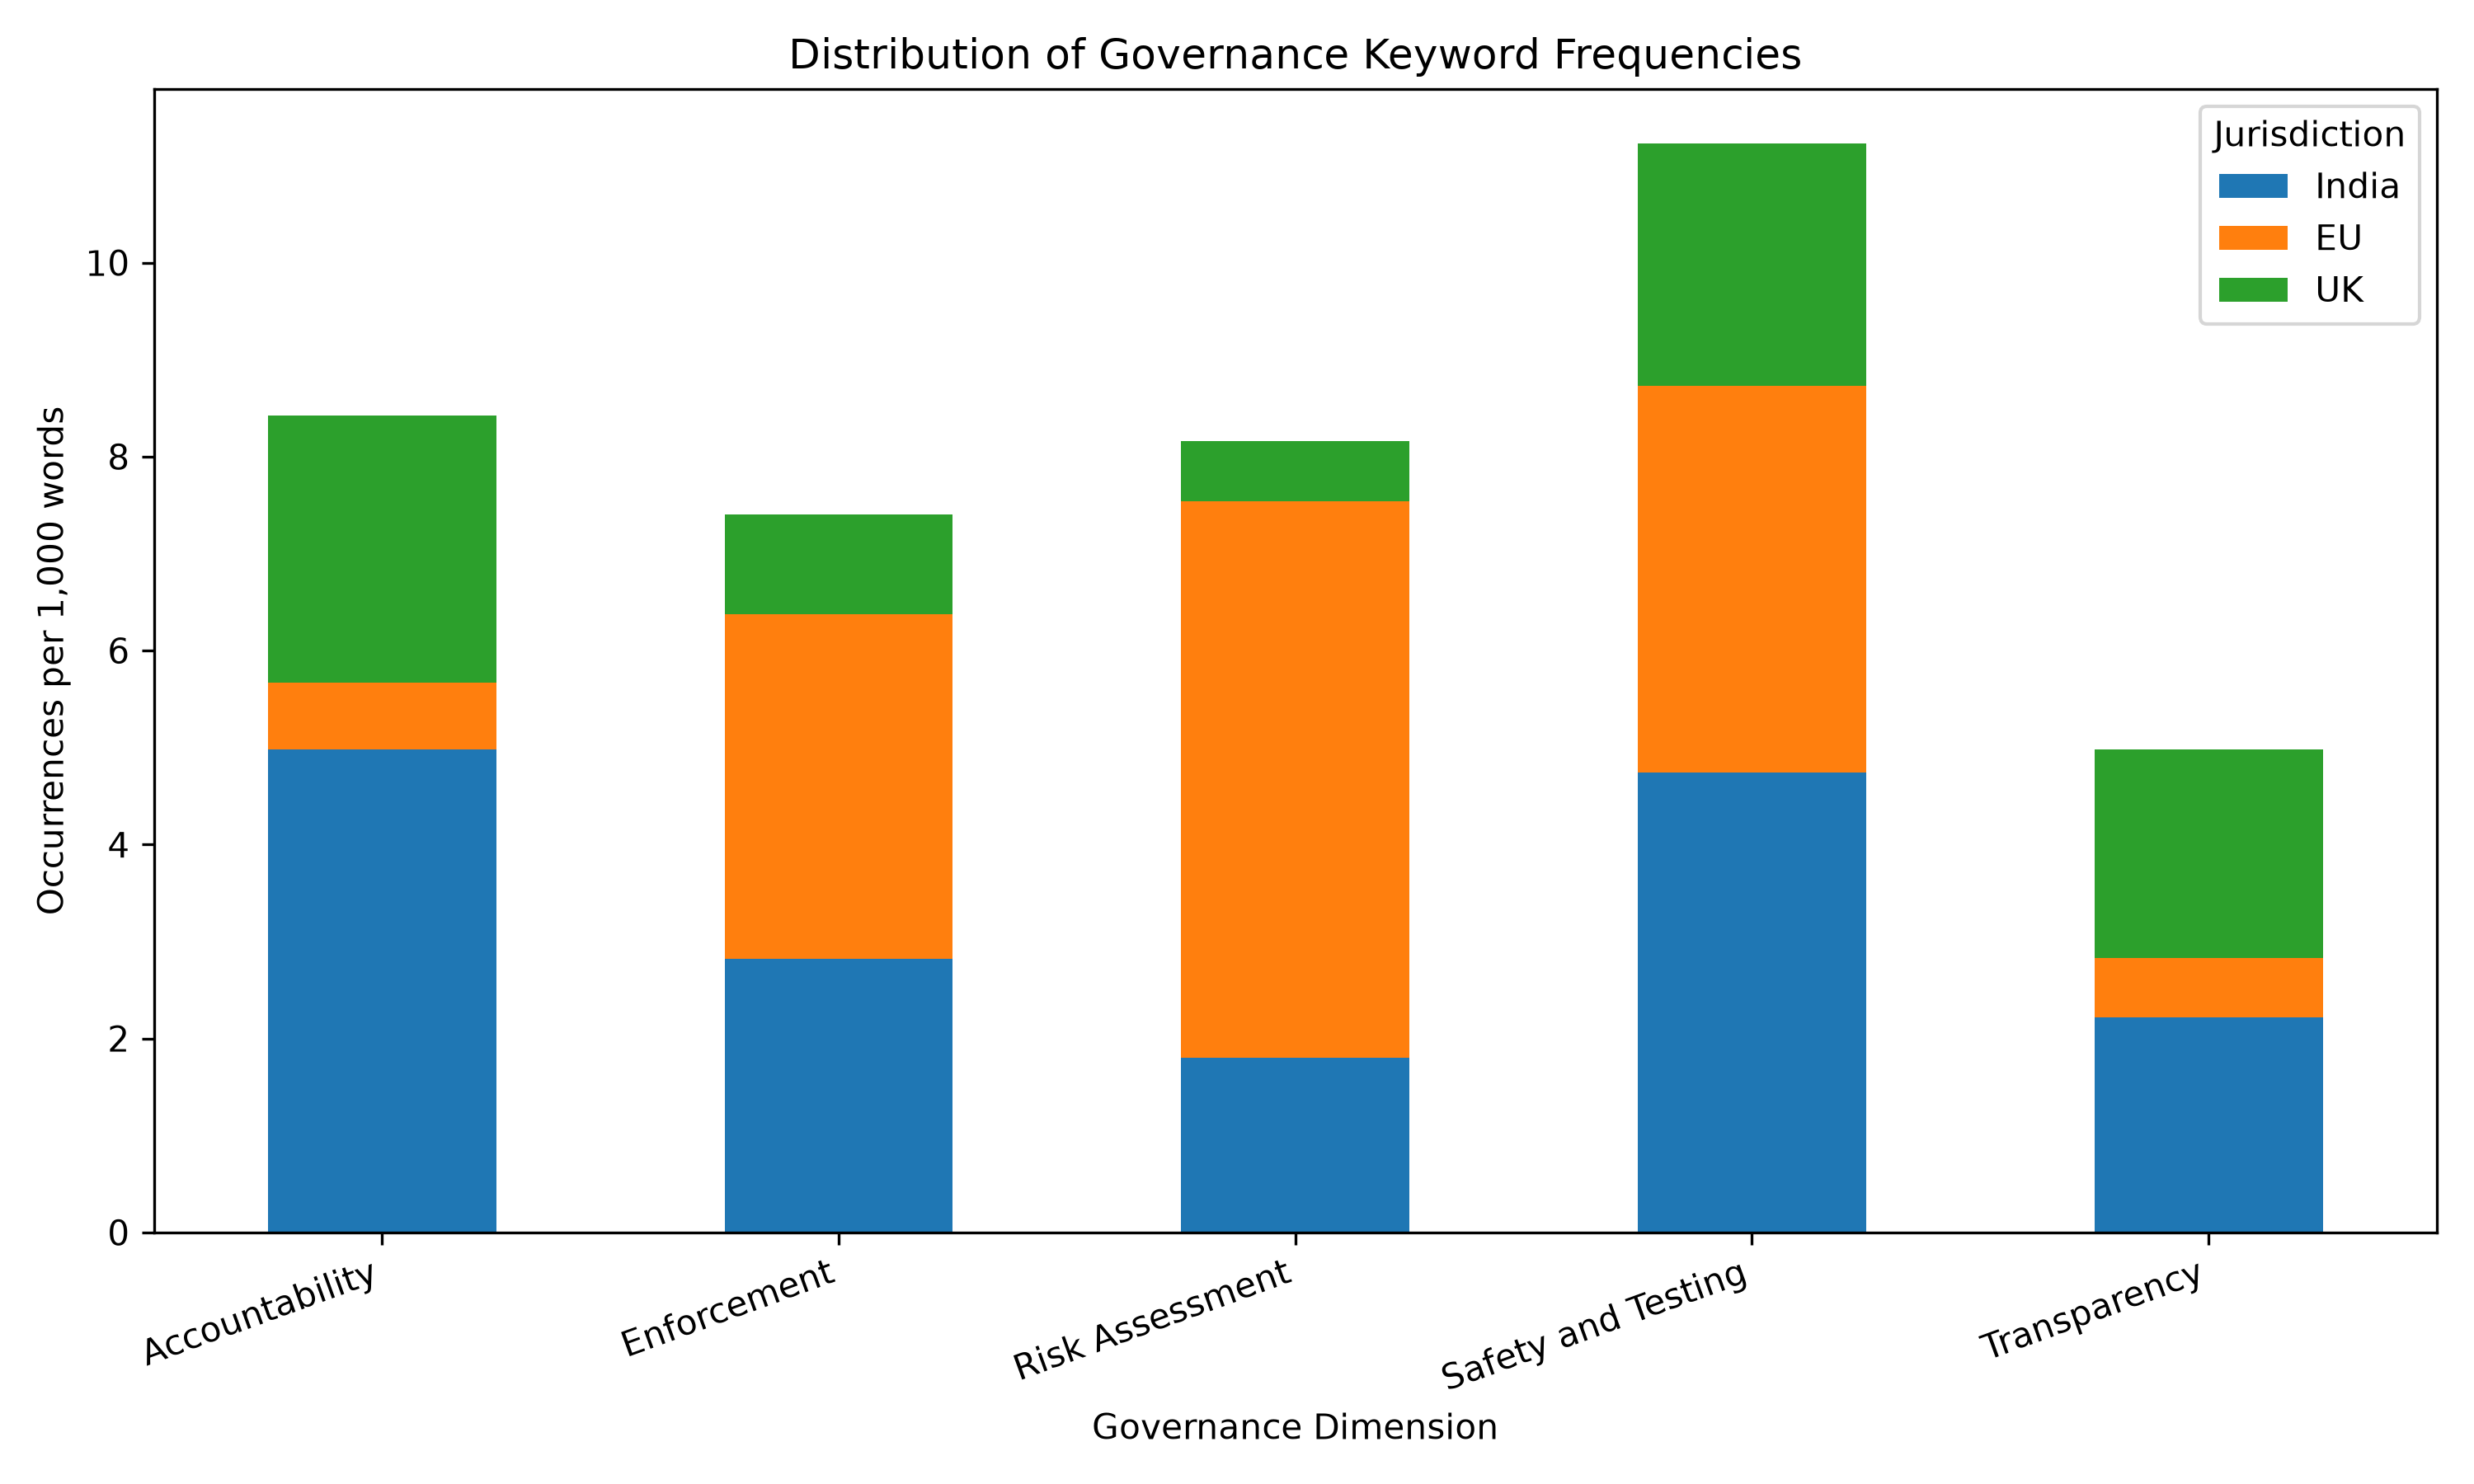 Distribution of Governance Keyword Frequencies
Jurisdiction
India
EU
UK
Occurrences per 1,000 words
10
8
6
4
2
0
Accountability
Enforcement
Risk Assessment
Safety and Testing
Transparency
Governance Dimension